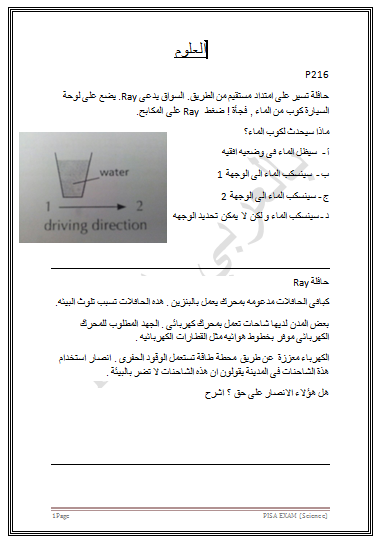 العلوم
P216
حافلة تسير على امتداد مستقيم من الطريق. السواق يدعى Ray. يضع على لوحة
السيارة كوب من الماء , فجأة ! ضغط Ray على المكابح.
ماذا سيحدث لكوب الماء؟
أ - سيظل الماء فى وضعيه افقيه
ب - سينسكب الماء الى الوجهة 1
ج - سينسكب الماء الى الوجهة 2
د - سينسكب الماء ولكن لا يمكن تحديد الوجهه
water
1 2
driving direction
حافلة Ray
كباقى الحافلات مدعومه بمحرك يعمل بالبنزين . هذه الحافلات تسبب تلوث البيئه.
بعض المدن لديها شاحنات تعمل بمحرك كهربائى . الجهد المطلوب للمحرك
الكهربائى موفر بخطوط هوائيه مثل القطارات الكهربائيه .
الكهرباء معززة عن طريق محطة طاقة تستعمل الوقود الحفرى . انصار استخدام
هذة الشاحنات فى المدينة يقولون ان هذه الشاحنات لا تضر بالبيئة .
هل هؤلاء الانصار على حق ؟ اشرح
1Page
PISA EXAM (Science)